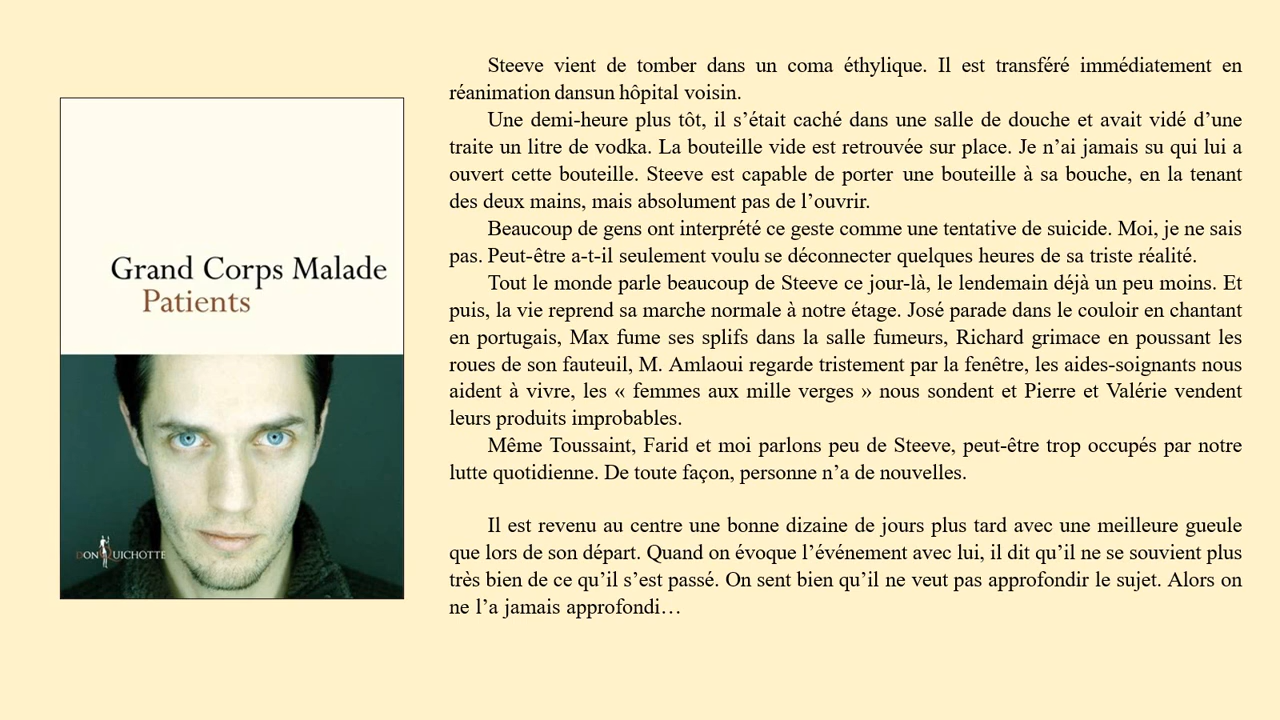 Grand Corps Malade
Patients
DON QUICHOTTE
Steeve vient de tomber dans un coma éthylique. Il est transféré immédiatement en
réanimation dansun hôpital voisin.
Une demi-heure plus tôt, il s’était caché dans une salle de douche et avait vidé d’une
traite un litre de vodka. La bouteille vide est retrouvée sur place. Je n’ai jamais su qui lui a
ouvert cette bouteille. Steeve est capable de porter une bouteille à sa bouche, en la tenant
des deux mains, mais absolument pas de l’ouvrir.
Beaucoup de gens ont interprété ce geste comme une tentative de suicide. Moi, je ne sais
pas. Peut-être a-t-il seulement voulu se déconnecter quelques heures de sa triste réalité.
Tout le monde parle beaucoup de Steeve ce jour-là, le lendemain déjà un peu moins. Et
puis, la vie reprend sa marche normale à notre étage. José parade dans le couloir en chantant
en portugais, Max fume ses splifs dans la salle fumeurs, Richard grimace en poussant les
roues de son fauteuil, M. Amlaoui regarde tristement par la fenêtre, les aides-soignants nous
aident à vivre, les « femmes aux mille verges » nous sondent et Pierre et Valérie vendent
leurs produits improbables.
Même Toussaint, Farid et moi parlons peu de Steeve, peut-être trop occupés par notre
lutte quotidienne. De toute façon, personne n’a de nouvelles.
Il est revenu au centre une bonne dizaine de jours plus tard avec une meilleure gueule
que lors de son départ. Quand on évoque l’événement avec lui, il dit qu’il ne se souvient plus
très bien de ce qu’il s’est passé. On sent bien qu’il ne veut pas approfondir le sujet. Alors on
ne l’a jamais approfondi…